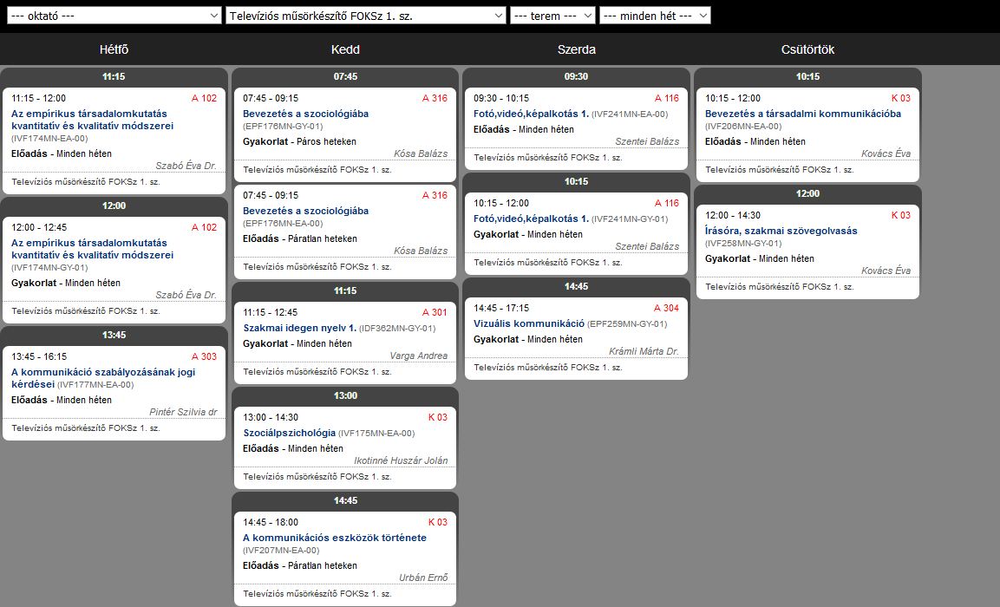 --- oktató --- Televíziós műsörkészítő FOKSz 1. sz. --- terem --- --- minden hét ---
Hétfő Kedd Szerda Csütörtök
11:15
11:15 - 12:00 A 102
Az empírikus társadalomkutatás
kvantitatív és kvalitatív módszerei
(IVF174MN-EA-00)
Előadás - Minden héten
Szabó Éva Dr.
Televíziós műsörkészítő FOKSz 1. sz.
12:00
12:00 - 12:45 A 102
Az empírikus társadalomkutatás
kvantitatív és kvalitatív módszerei
(IVF174MN-GY-01)
Gyakorlat - Minden héten
Szabó Éva Dr.
Televíziós műsörkészítő FOKSz 1. sz.
13:45
13:45 - 16:15 A 303
A kommunikáció szabályozásának jogi
kérdései (IVF177MN-EA-00)
Előadás - Minden héten
Pintér Szilvia dr
Televíziós műsörkészítő FOKSz 1. sz.
07:45
07:45 - 09:15 A 316
Bevezetés a szociológiába
(EPF176MN-GY-01)
Gyakorlat - Páros heteken
Kósa Balázs
Televíziós műsörkészítő FOKSz 1. sz.
07:45 - 09:15 A 316
Bevezetés a szociológiába
(EPF176MN-EA-00)
Előadás - Páratlan heteken
Kósa Balázs
Televíziós műsörkészítő FOKSz 1. sz.
11:15
11:15 - 12:45 A 301
Szakmai idegen nyelv 1. (IDF362MN-GY-01)
Gyakorlat - Minden héten
Varga Andrea
Televíziós műsörkészítő FOKSz 1. sz.
13:00
13:00 - 14:30 K 03
Szociálpszichológia (IVF175MN-EA-00)
Előadás - Minden héten
Ikotinné Huszár Jolán
Televíziós műsörkészítő FOKSz 1. sz.
14:45
14:45 - 18:00 K 03
A kommunikációs eszközök története
(IVF207MN-EA-00)
Előadás - Páratlan heteken
Urbán Ernő
Televíziós műsörkészítő FOKSz 1. sz.
09:30
09:30 - 10:15 A 116
Fotó,videó,képalkotás 1. (IVF241MN-EA-00)
Előadás - Minden héten
Szentei Balázs
Televíziós műsörkészítő FOKSz 1. sz.
10:15
10:15 - 12:00 A 116
Fotó,videó,képalkotás 1. (IVF241MN-GY-01)
Gyakorlat - Minden héten
Szentei Balázs
Televíziós műsörkészítő FOKSz 1. sz.
14:45
14:45 - 17:15 A 304
Vizuális kommunikáció (EPF259MN-GY-01)
Gyakorlat - Minden héten
Krámli Márta Dr.
Televíziós műsörkészítő FOKSz 1. sz.
10:15
10:15 - 12:00 K 03
Bevezetés a társadalmi kommunikációba
(IVF206MN-EA-00)
Előadás - Minden héten
Kovács Éva
Televíziós műsörkészítő FOKSz 1. sz.
12:00
12:00 - 14:30 K 03
Írásóra, szakmai szövegolvasás
(IVF258MN-GY-01)
Gyakorlat - Minden héten
Kovács Éva
Televíziós műsörkészítő FOKSz 1. sz.